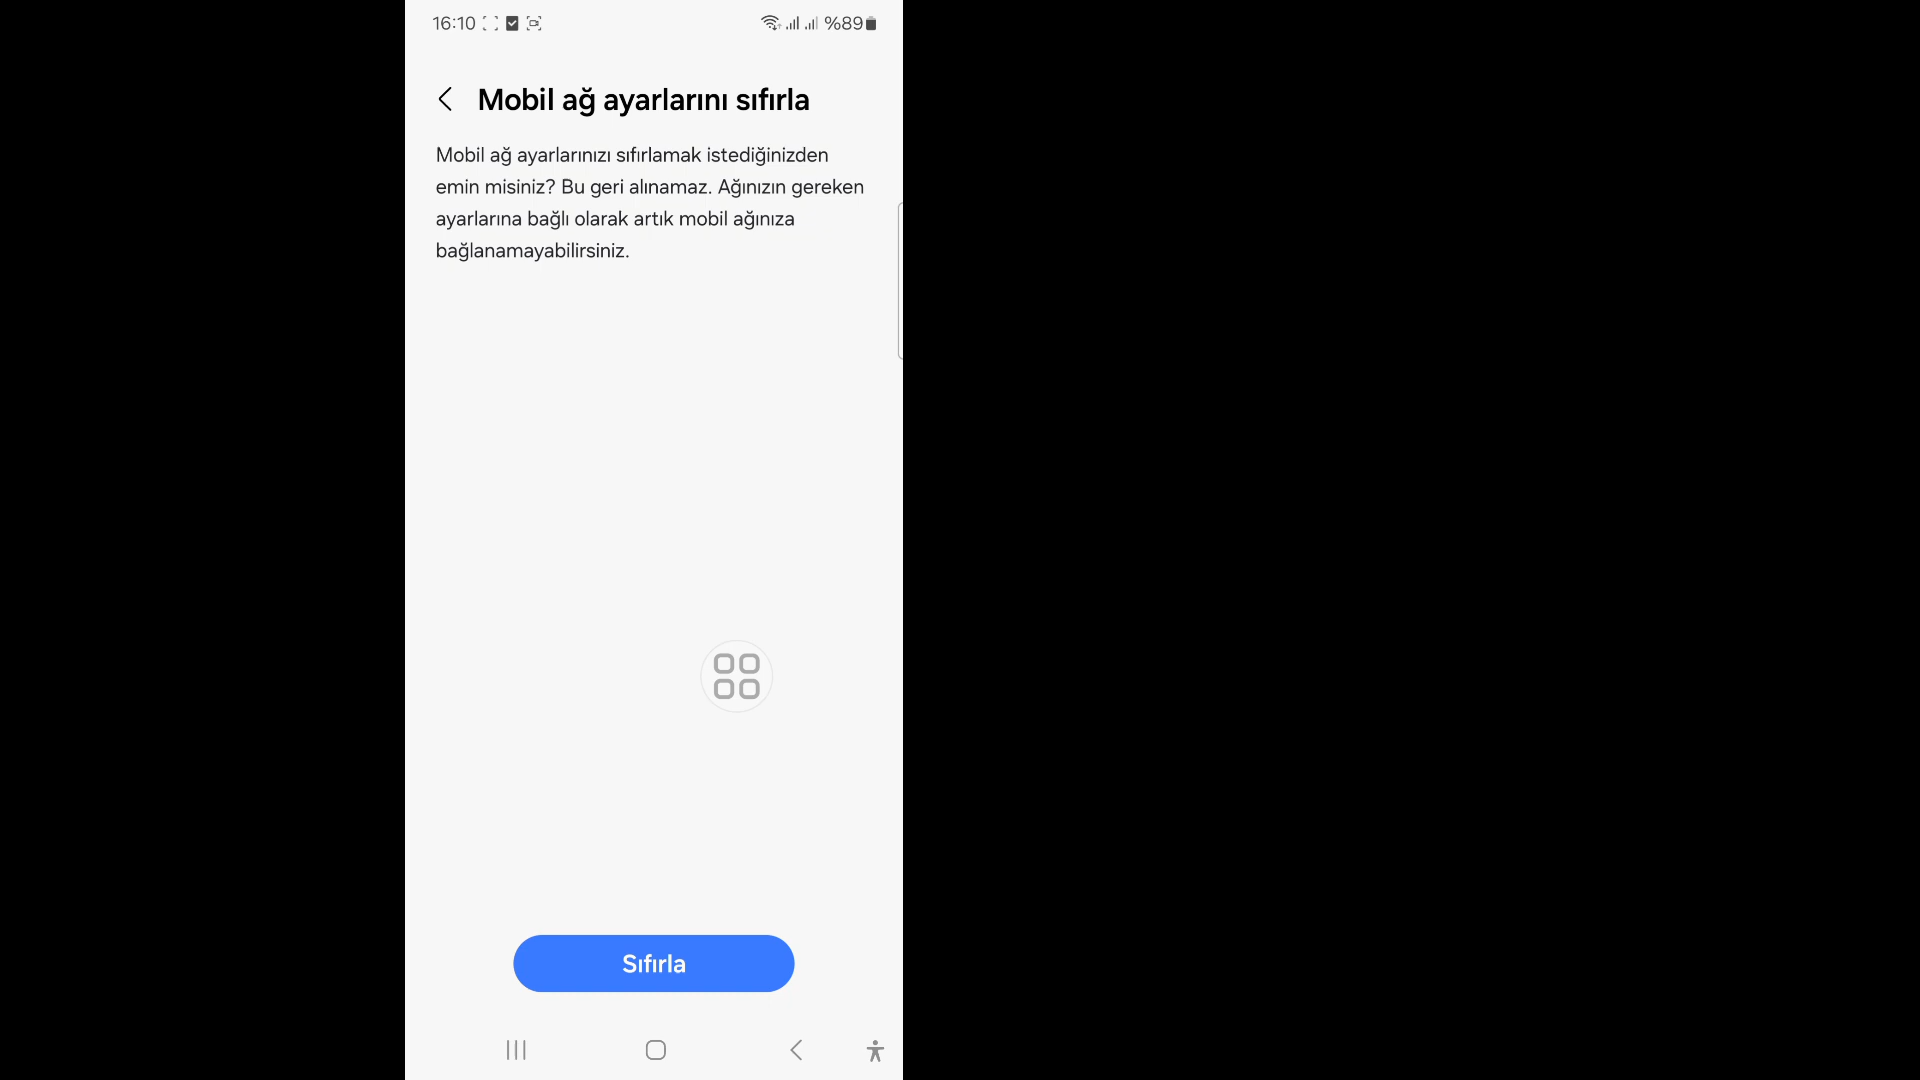 16:10 %89
Mobil ağ ayarlarını sıfırla
Mobil ağ ayarlarınızı sıfırlamak istediğinizden
emin misiniz? Bu geri alınamaz. Ağınızın gereken
ayarlarına bağlı olarak artık mobil ağınıza
bağlanamayabilirsiniz.
Sıfırla